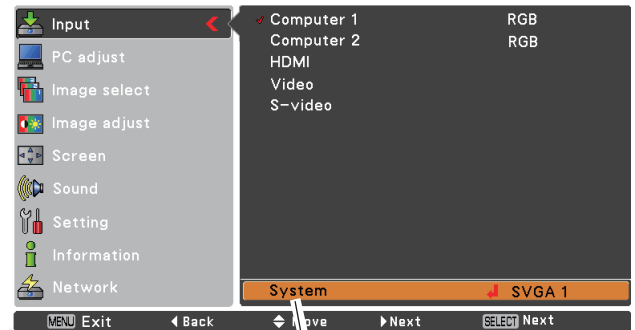 Input
PC adjust
Image select
Image adjust
Screen
Sound
Setting
Information
Network
Computer 1 RGB
Computer 2 RGB
HDMI
Video
S-video
System SVGA 1
MENU Exit Back Move Next SELECT Next